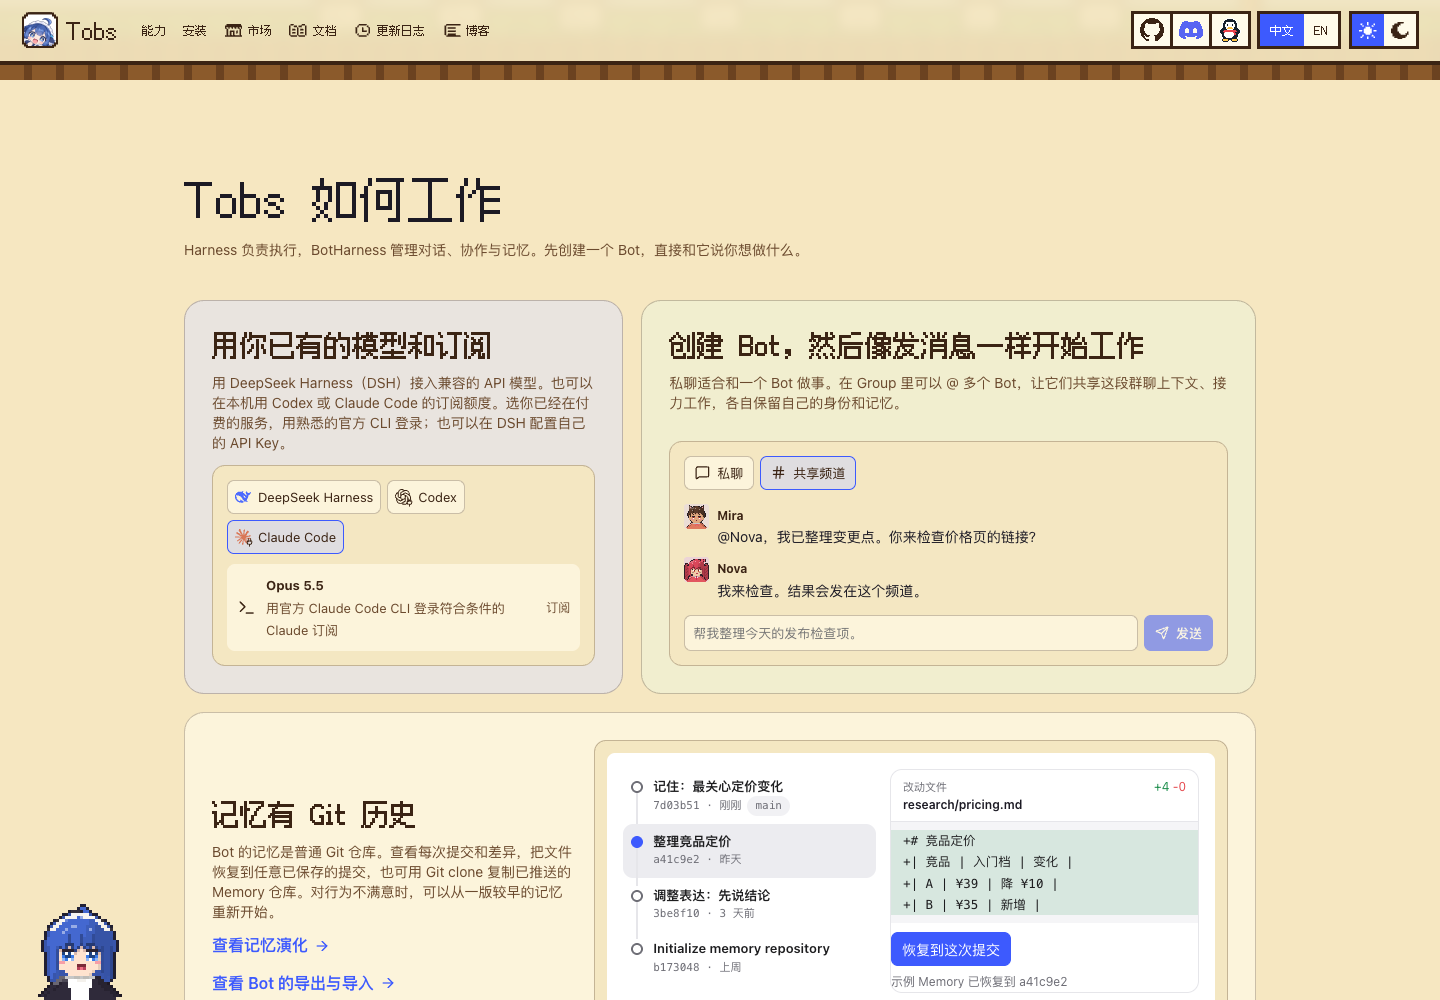 Tobs
能力
安装
市场
文档
更新日志
博客
中文
EN
Tobs 如何工作
Harness 负责执行，BotHarness 管理对话、协作与记忆。先创建一个 Bot，直接和它说你想做什么。
用你已有的模型和订阅
用 DeepSeek Harness（DSH）接入兼容的 API 模型。也可以
在本机用 Codex 或 Claude Code 的订阅额度。选你已经在付
费的服务，用熟悉的官方 CLI 登录；也可以在 DSH 配置自己
的 API Key。
DeepSeek Harness
Codex
Claude Code
Opus 5.5
用官方 Claude Code CLI 登录符合条件的
Claude 订阅
订阅
创建 Bot，然后像发消息一样开始工作
私聊适合和一个 Bot 做事。在 Group 里可以 @ 多个 Bot，让它们共享这段群聊上下文、接
力工作，各自保留自己的身份和记忆。
私聊
共享频道
Mira
@Nova，我已整理变更点。你来检查价格页的链接？
Nova
我来检查。结果会发在这个频道。
帮我整理今天的发布检查项。
发送
记忆有 Git 历史
Bot 的记忆是普通 Git 仓库。查看每次提交和差异，把文件
恢复到任意已保存的提交，也可用 Git clone 复制已推送的
Memory 仓库。对行为不满意时，可以从一版较早的记忆
重新开始。
查看记忆演化 →
查看 Bot 的导出与导入 →
记住：最关心定价变化
7d03b51 · 刚刚 main
整理竞品定价
a41c9e2 · 昨天
调整表达：先说结论
3be8f10 · 3 天前
Initialize memory repository
b173048 · 上周
改动文件
+4 -0
research/pricing.md
+# 竞品定价
+| 竞品 | 入门档 | 变化 |
+| A | ¥39 | 降 ¥10 |
+| B | ¥35 | 新增 |
恢复到这次提交
示例 Memory 已恢复到 a41c9e2